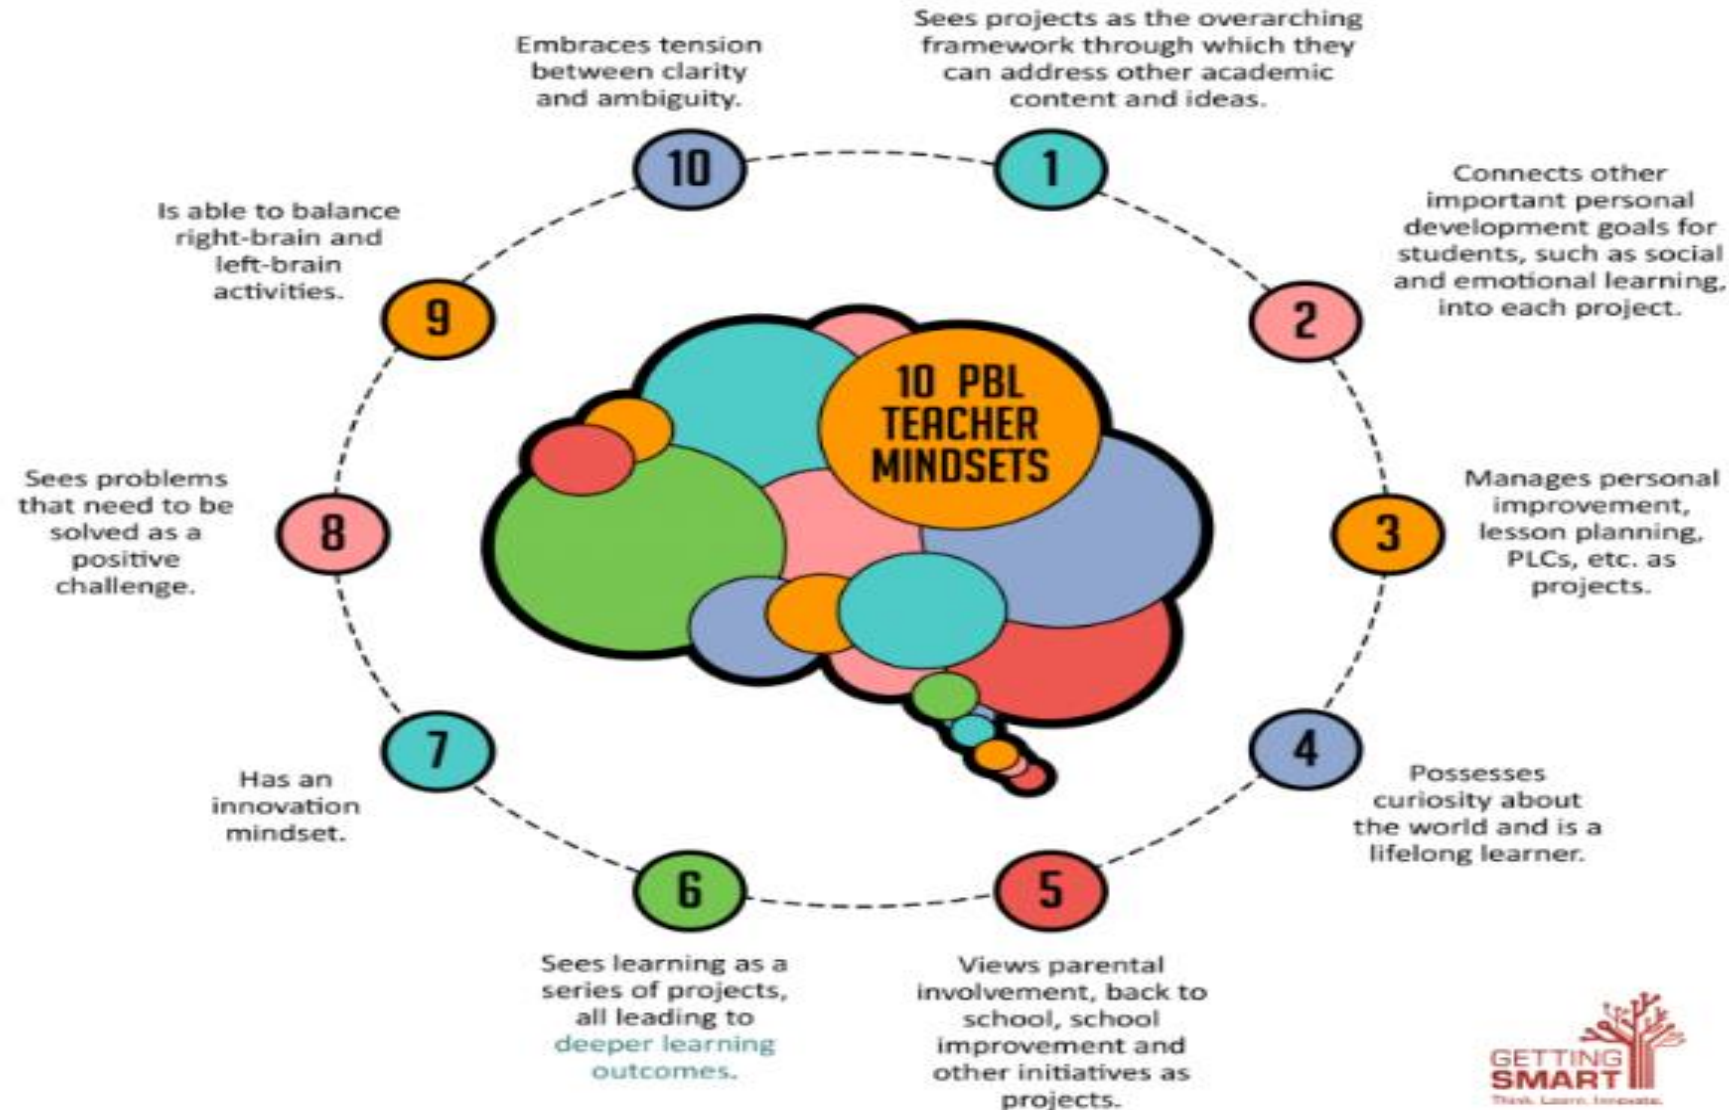 10 PBL
TEACHER
MINDSETS
1
Sees projects as the overarching
framework through which they
can address other academic
content and ideas.
2
Connects other
important personal
development goals for
students, such as social
and emotional learning,
into each project.
3
Manages personal
improvement,
lesson planning,
PLCs, etc. as
projects.
4
Possesses
curiosity about
the world and is a
lifelong learner.
5
Views parental
involvement, back to
school, school
improvement and
other initiatives as
projects.
6
Sees learning as a
series of projects,
all leading to
deeper learning
outcomes.
7
Has an
innovation
mindset.
8
Sees problems
that need to be
solved as a
positive
challenge.
9
Is able to balance
right-brain and
left-brain
activities.
10
Embraces tension
between clarity
and ambiguity.
GETTING
SMART
Think. Learn. Innovate.